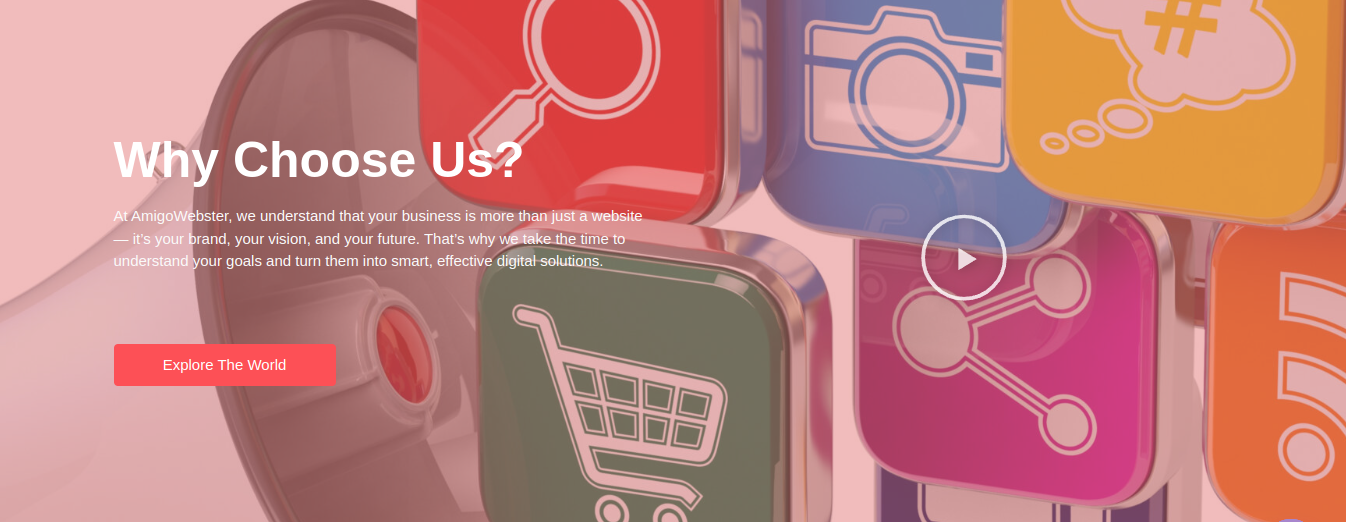 #
Why Choose Us?
At AmigoWebster, we understand that your business is more than just a website
— it’s your brand, your vision, and your future. That’s why we take the time to
understand your goals and turn them into smart, effective digital solutions.
Explore The World